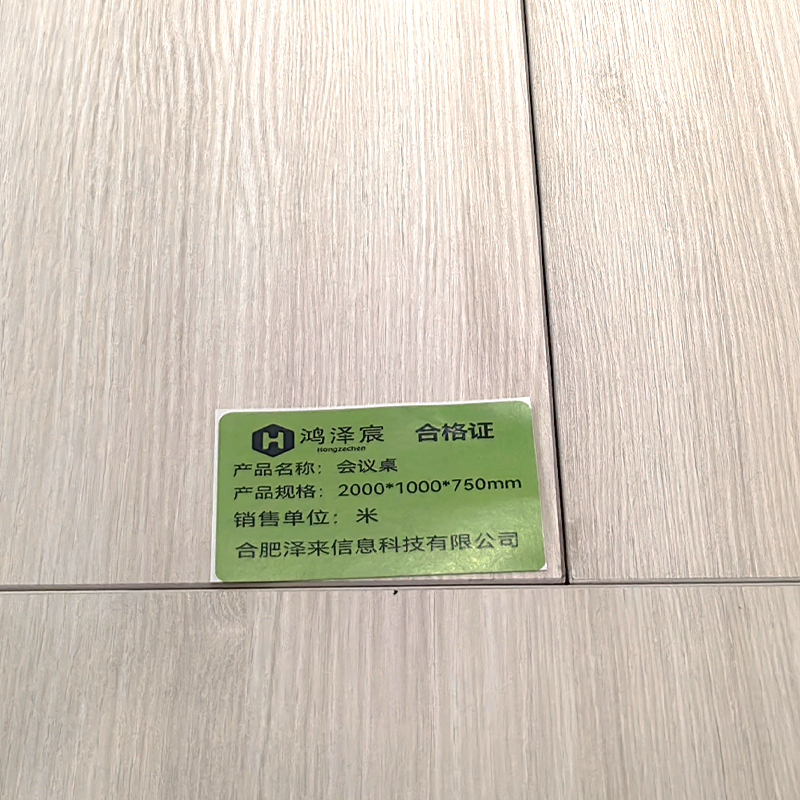 H 鸿泽宸 合格证
Hongzechen
产品名称：会议桌
产品规格：2000*1000*750mm
销售单位：米
合肥泽来信息科技有限公司